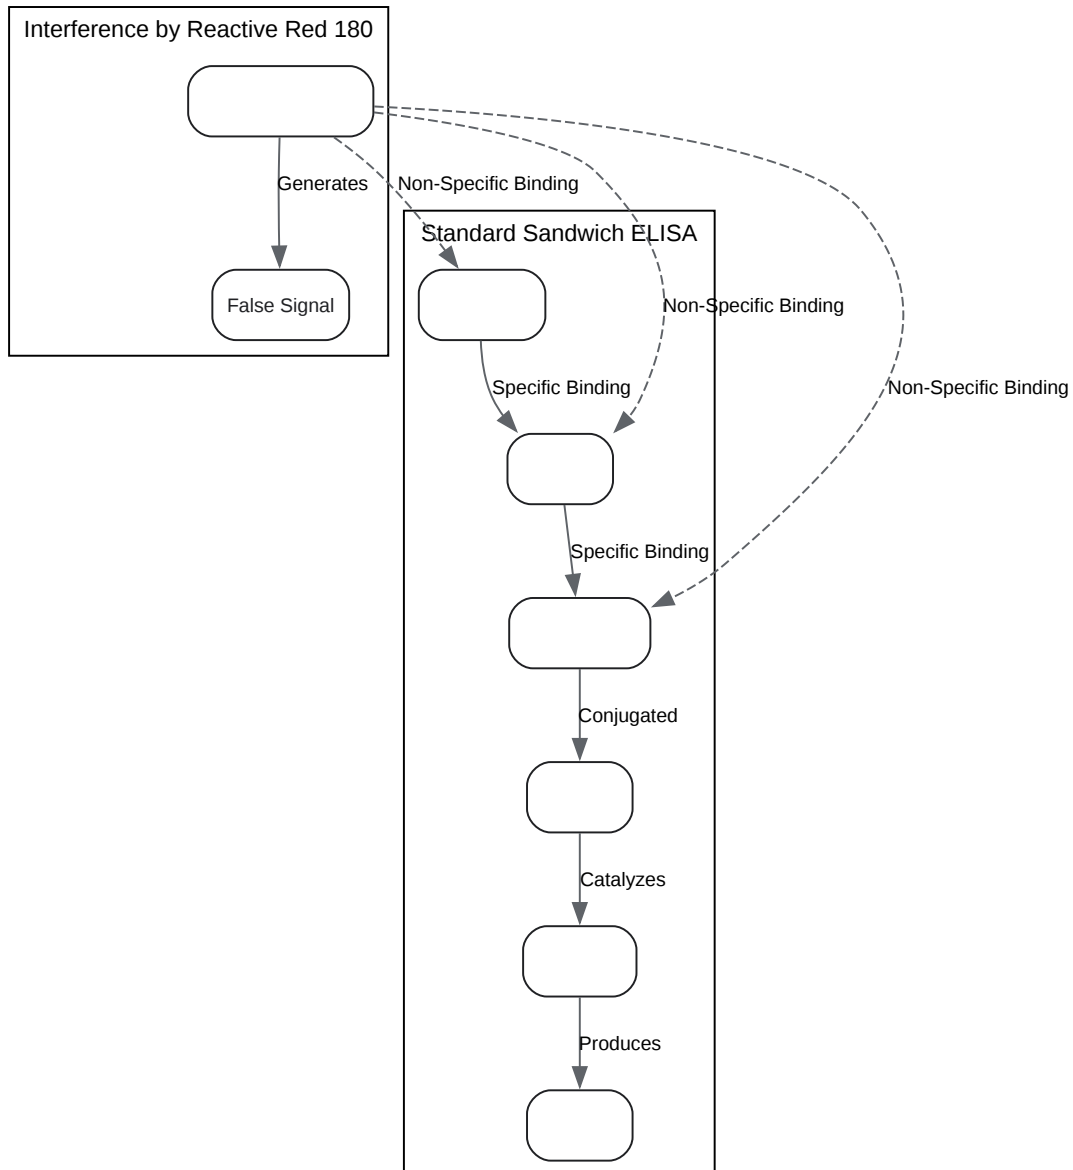 Interference by Reactive Red 180
Generates
Non-Specific Binding
Standard Sandwich ELISA
False Signal
Non-Specific Binding
Specific Binding
Non-Specific Binding
Specific Binding
Conjugated
Catalyzes
Produces